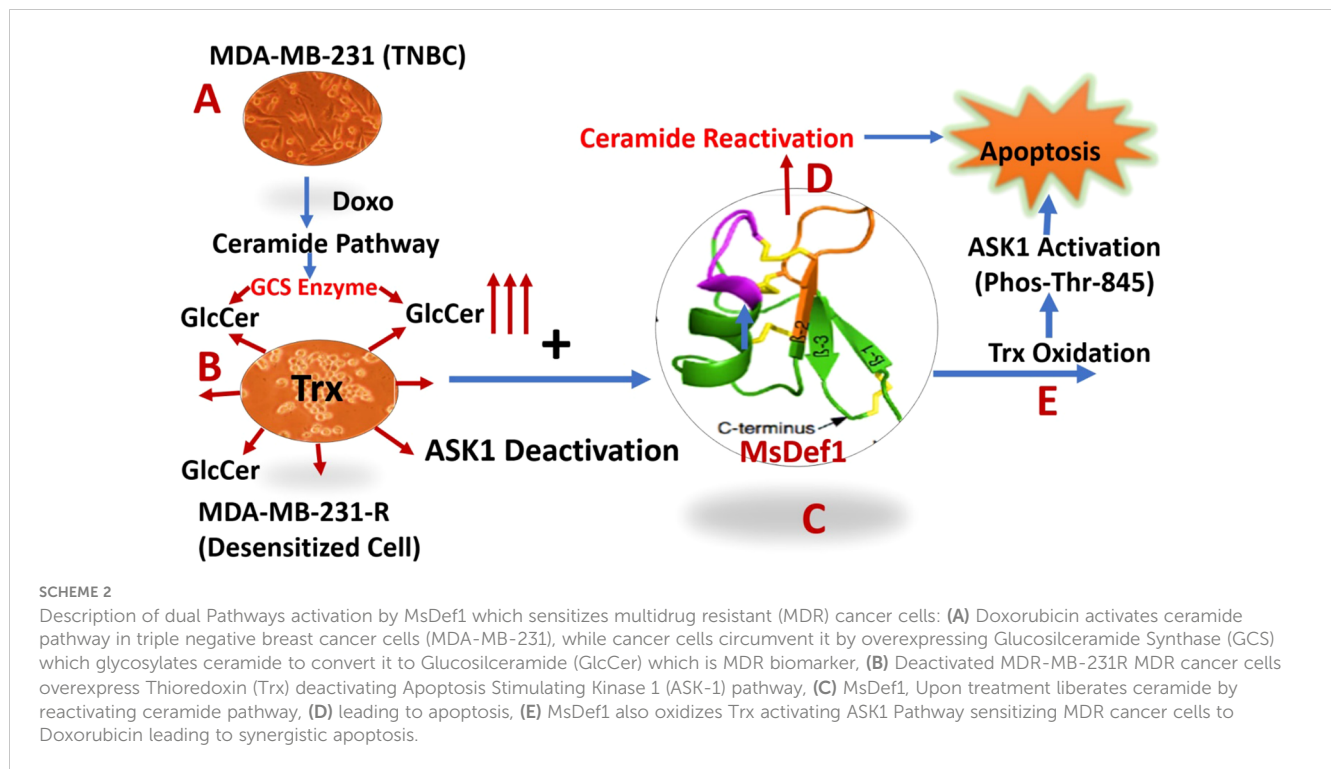 MDA-MB-231 (TNBC)
A
Doxo
Ceramide Pathway
GCS Enzyme
GlcCer
GlcCer
B
Trx
GlcCer
ASK1 Deactivation
MDA-MB-231-R
(Desensitized Cell)
+
Ceramide Reactivation
D
Apoptosis
ASK1 Activation
(Phos-Thr-845)
Trx Oxidation
E
ß-2
ß-3
ß-1
C-terminus
MsDef1
C
SCHEME 2
Description of dual Pathways activation by MsDef1 which sensitizes multidrug resistant (MDR) cancer cells: (A) Doxorubicin activates ceramide
pathway in triple negative breast cancer cells (MDA-MB-231), while cancer cells circumvent it by overexpressing Glucosilceramide Synthase (GCS)
which glycosylates ceramide to convert it to Glucosilceramide (GlcCer) which is MDR biomarker, (B) Deactivated MDR-MB-231R MDR cancer cells
overexpress Thioredoxin (Trx) deactivating Apoptosis Stimulating Kinase 1 (ASK-1) pathway, (C) MsDef1, Upon treatment liberates ceramide by
reactivating ceramide pathway, (D) leading to apoptosis, (E) MsDef1 also oxidizes Trx activating ASK1 Pathway sensitizing MDR cancer cells to
Doxorubicin leading to synergistic apoptosis.